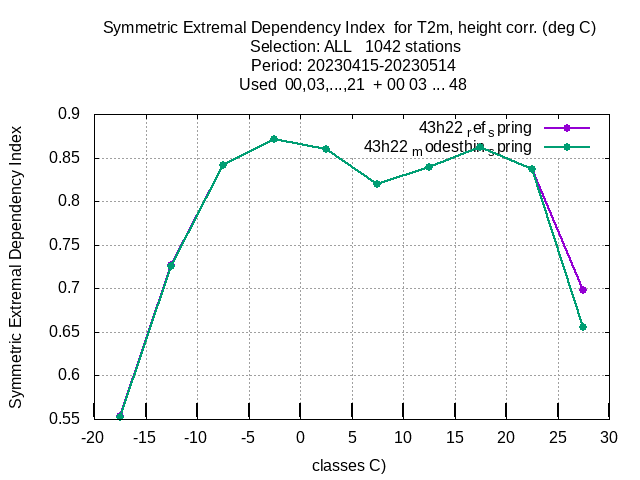 Symmetric Extremal Dependency Index  for T2m, height corr. (deg C)
Selection: ALL   1042 stations
Period: 20230415-20230514
Used  00,03,...,21  + 00 03 ... 48
43h22 ref spring
43h22 modesthir spring
Symmetric Extremal Dependency Index
0.9
0.85
0.8
0.75
0.7
0.65
0.6
0.55
-20 -15 -10 -5 0 5 10 15 20 25 30
classes C)